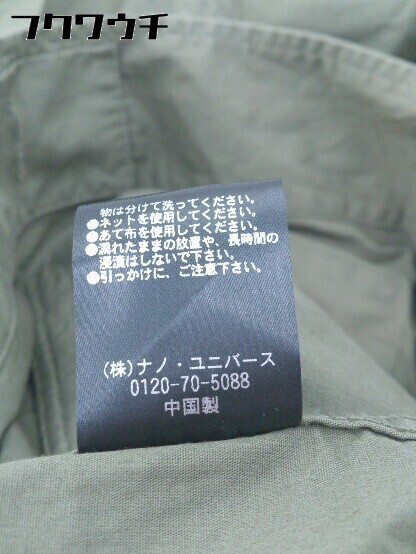 フクワウチ
物は分けて洗ってください。
●ネットを使用してください。
●あて布を使用してください。
●濡れたままの放置や、長時間の
浸漬はしないで下さい。
●引っかけに、ご注意下さい。
(株)ナノ・ユニバース
0120-70-5088
中国製